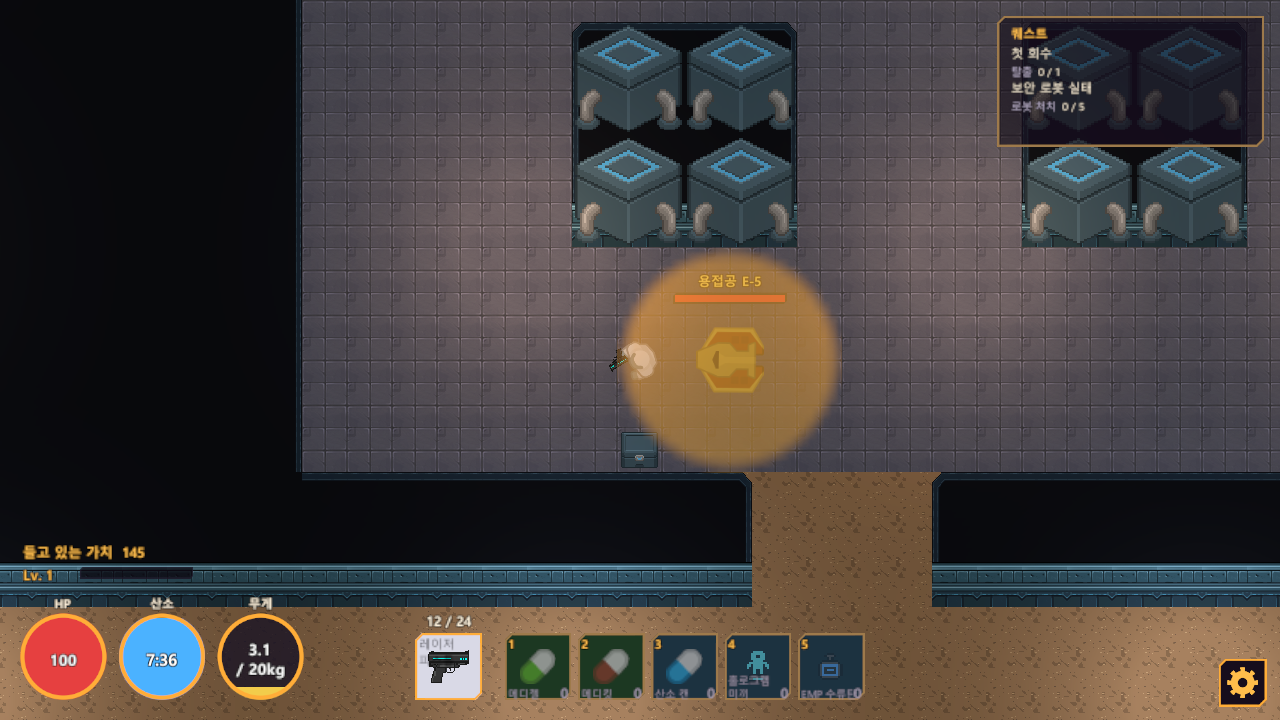 퀘스트
첫 회수
탈출 0/1
보안 로봇 실태
로봇 처치 0/5
용접공 E-5
들고 있는 가치 145
Lv. 1
HP
산소
무게
100
7:36
3.1
/ 20kg
12 / 24
레이저
1
메디젤 0
2
메디킷 0
3
산소 캔 0
4
홀로그램
미끼 0
5
EMP 수류탄 0